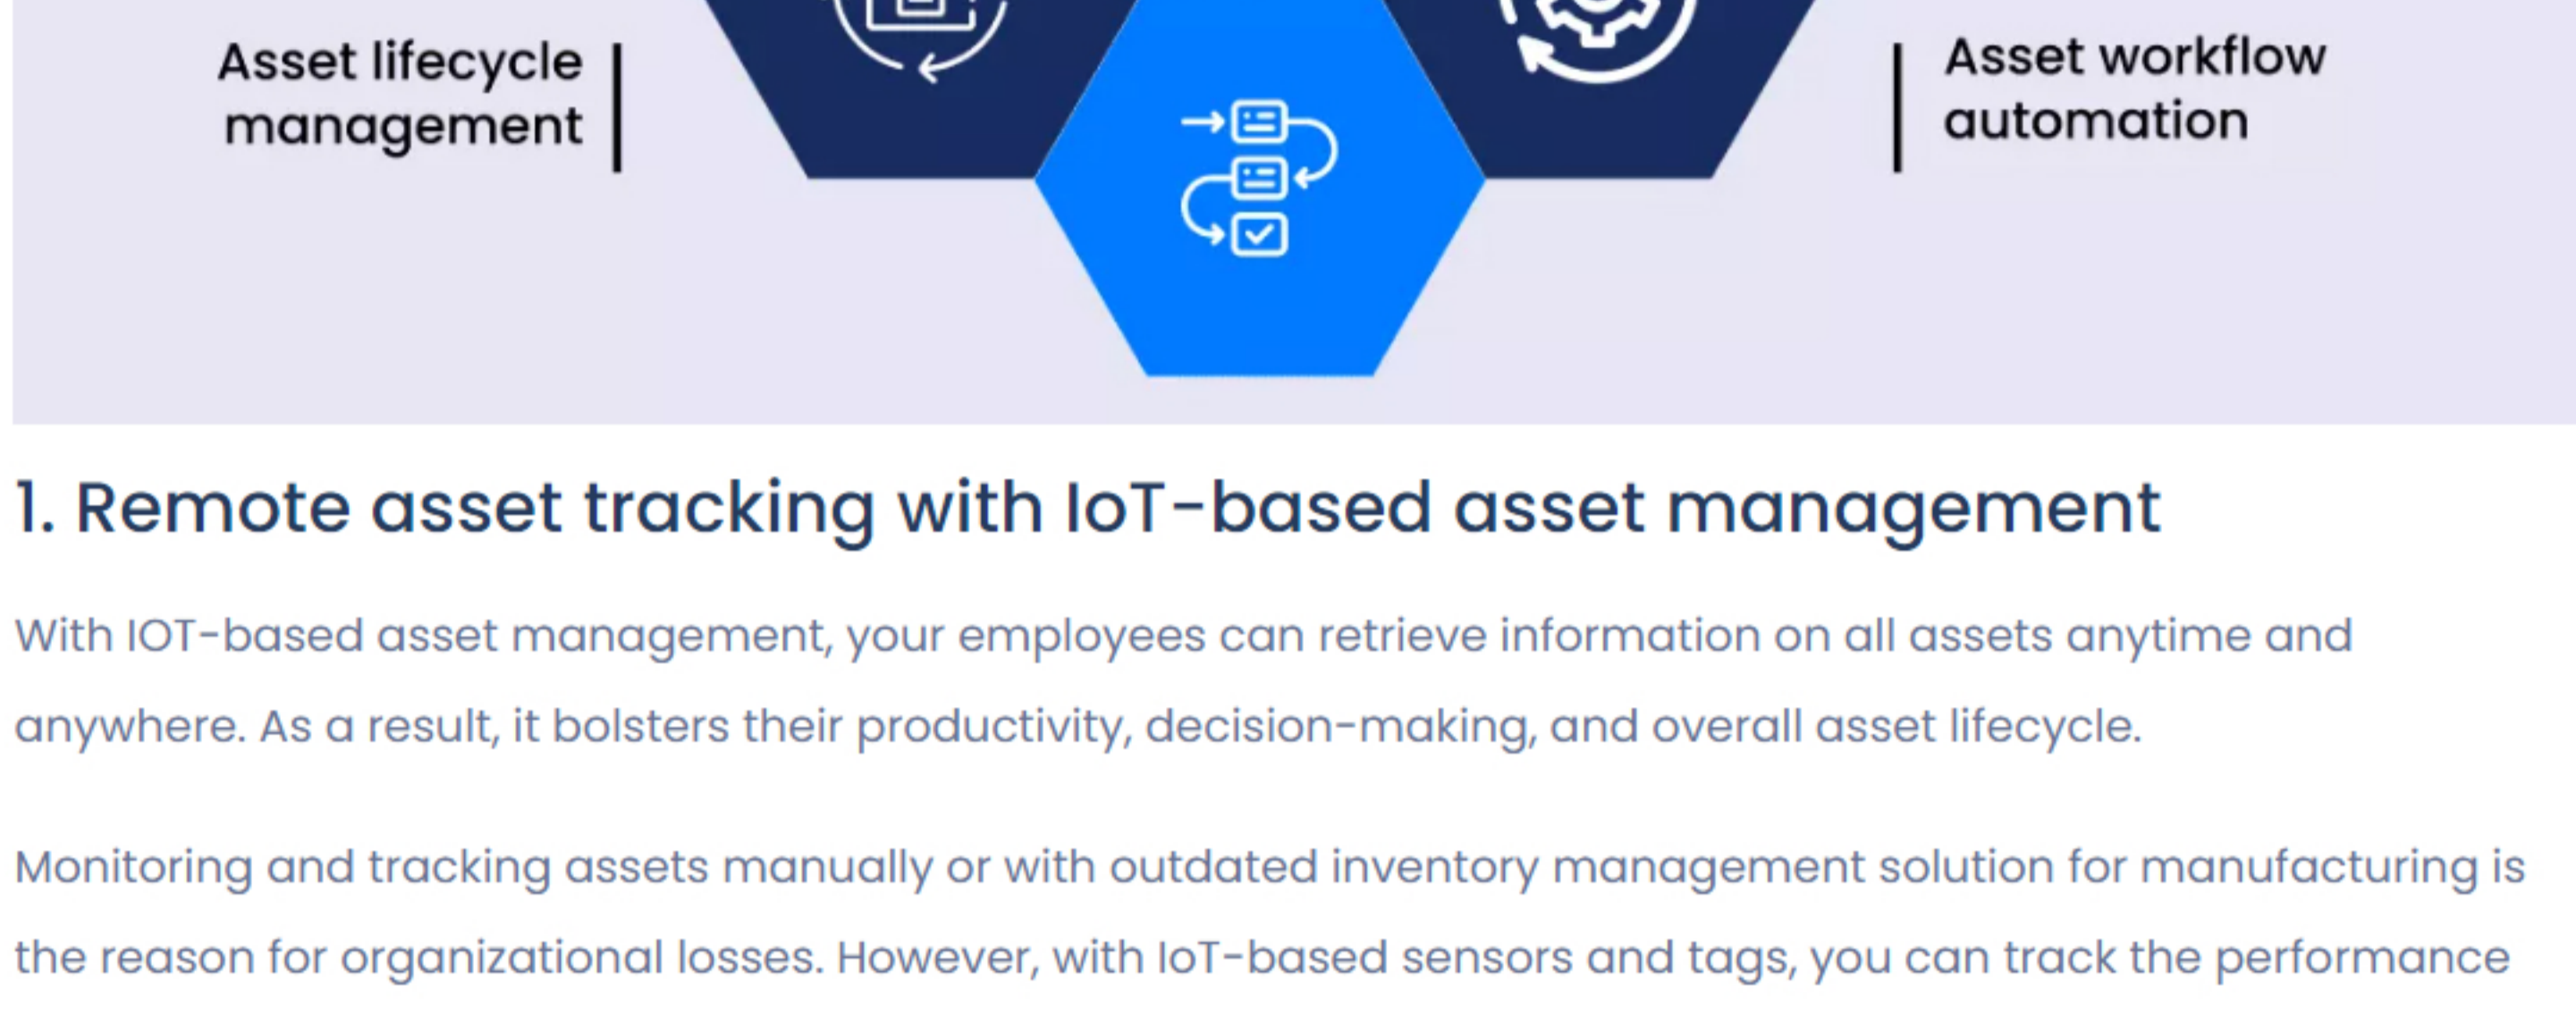 Asset lifecycle
management
Asset workflow
automation
1. Remote asset tracking with IoT-based asset management
With IOT-based asset management, your employees can retrieve information on all assets anytime and
anywhere. As a result, it bolsters their productivity, decision-making, and overall asset lifecycle.
Monitoring and tracking assets manually or with outdated inventory management solution for manufacturing is
the reason for organizational losses. However, with IoT-based sensors and tags, you can track the performance